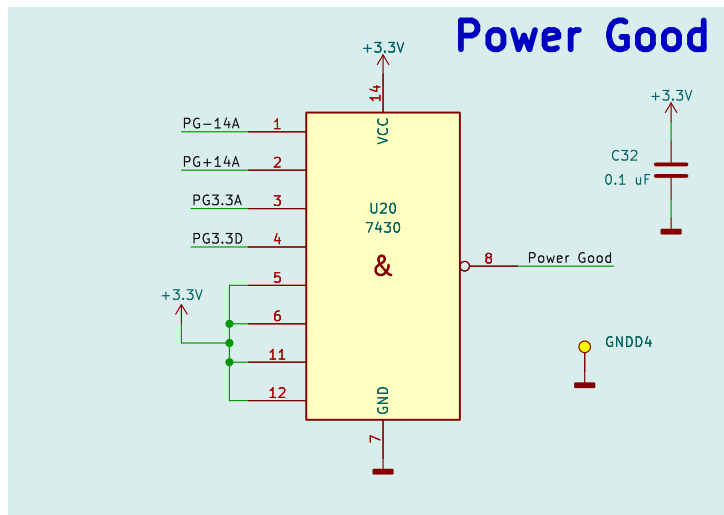 Power Good
+3.3V
14
VCC
PG-14A 1
PG+14A 2
PG3.3A 3
PG3.3D 4
5
6
11
12
+3.3V
U20
7430
&
8 Power Good
GND
7
+3.3V
C32
0.1 uF
GNDD4